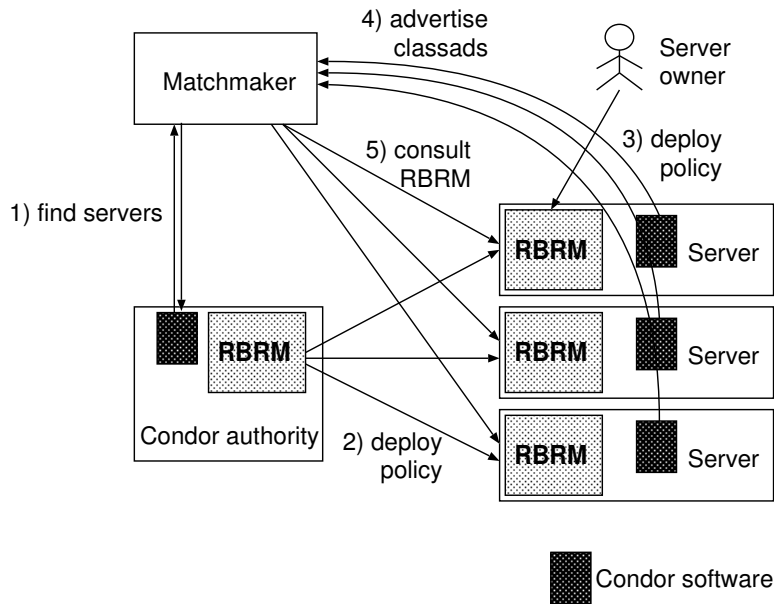 4) advertise
classads
Server
owner
Matchmaker
3) deploy
policy
5) consult
RBRM
1) find servers
RBRM
Server
RBRM
Server
RBRM
Condor authority
2) deploy
policy
RBRM
Server
Condor software